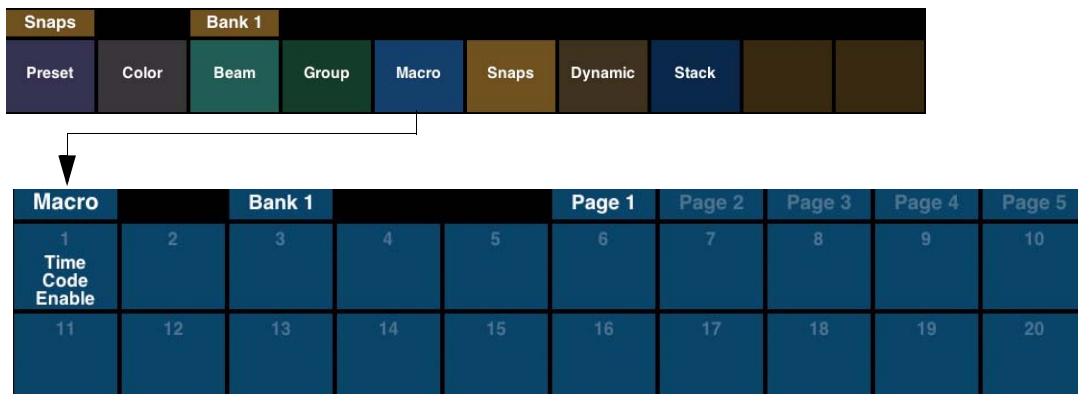 Snaps Bank 1
Preset Color Beam Group Macro Snaps Dynamic Stack
Macro Bank 1 Page 1 Page 2 Page 3 Page 4 Page 5
1 2 3 4 5 6 7 8 9 10
Time
Code
Enable
11 12 13 14 15 16 17 18 19 20